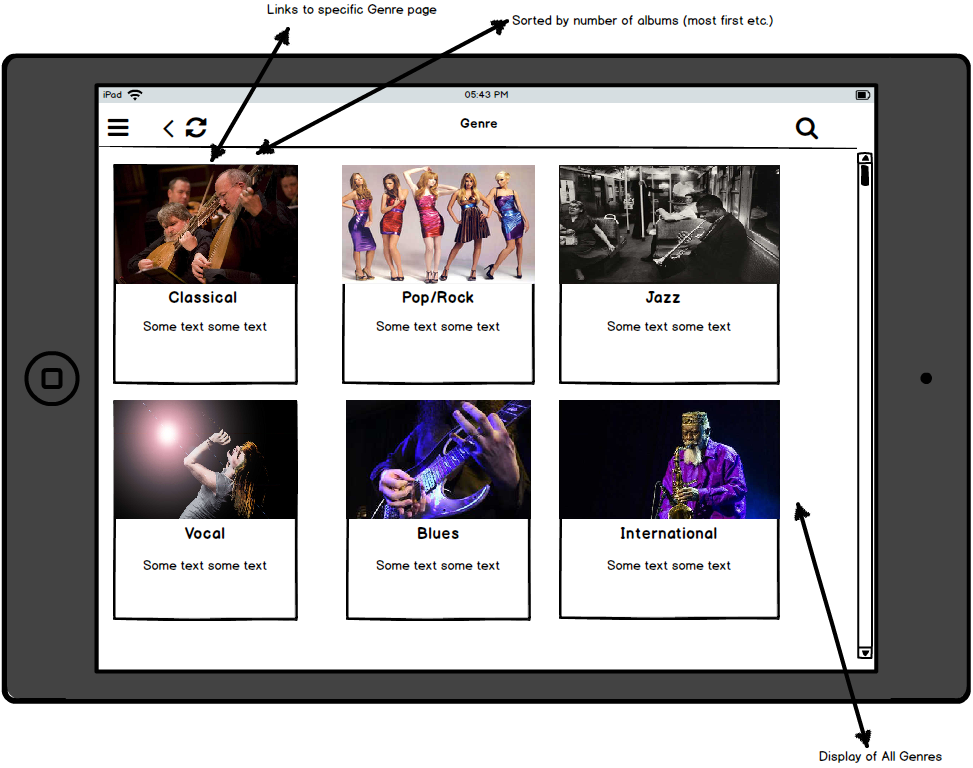 Links to specific Genre page
Sorted by number of albums (most first etc.)
iPad
05:43 PM
Genre
Classical
Some text some text
Pop/Rock
Some text some text
Jazz
Some text some text
Vocal
Some text some text
Blues
Some text some text
International
Some text some text
Display of All Genres